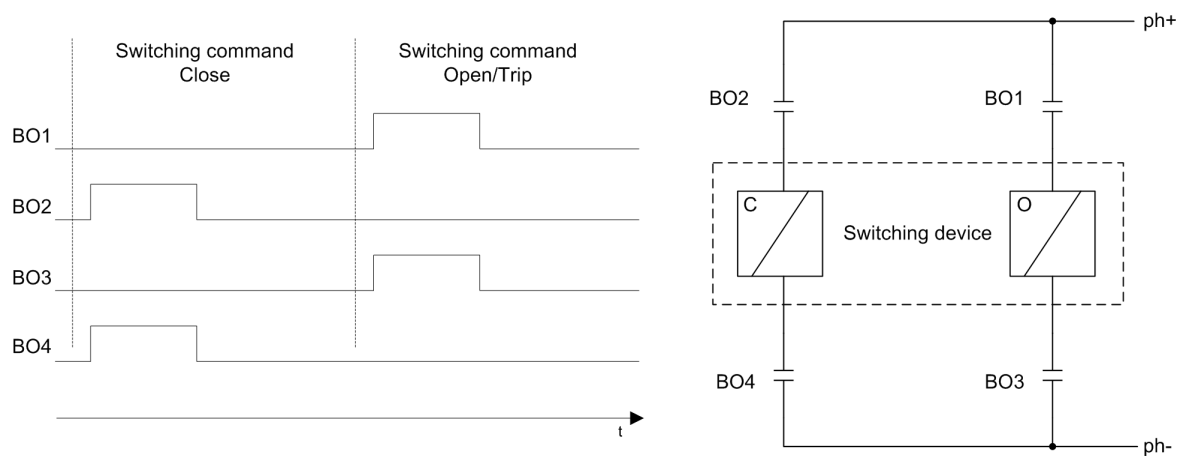 Switching command
Close
Switching command
Open/Trip
BO1
BO2
BO3
BO4
t
ph+
BO2
BO1
C
Switching device
O
BO4
BO3
ph-